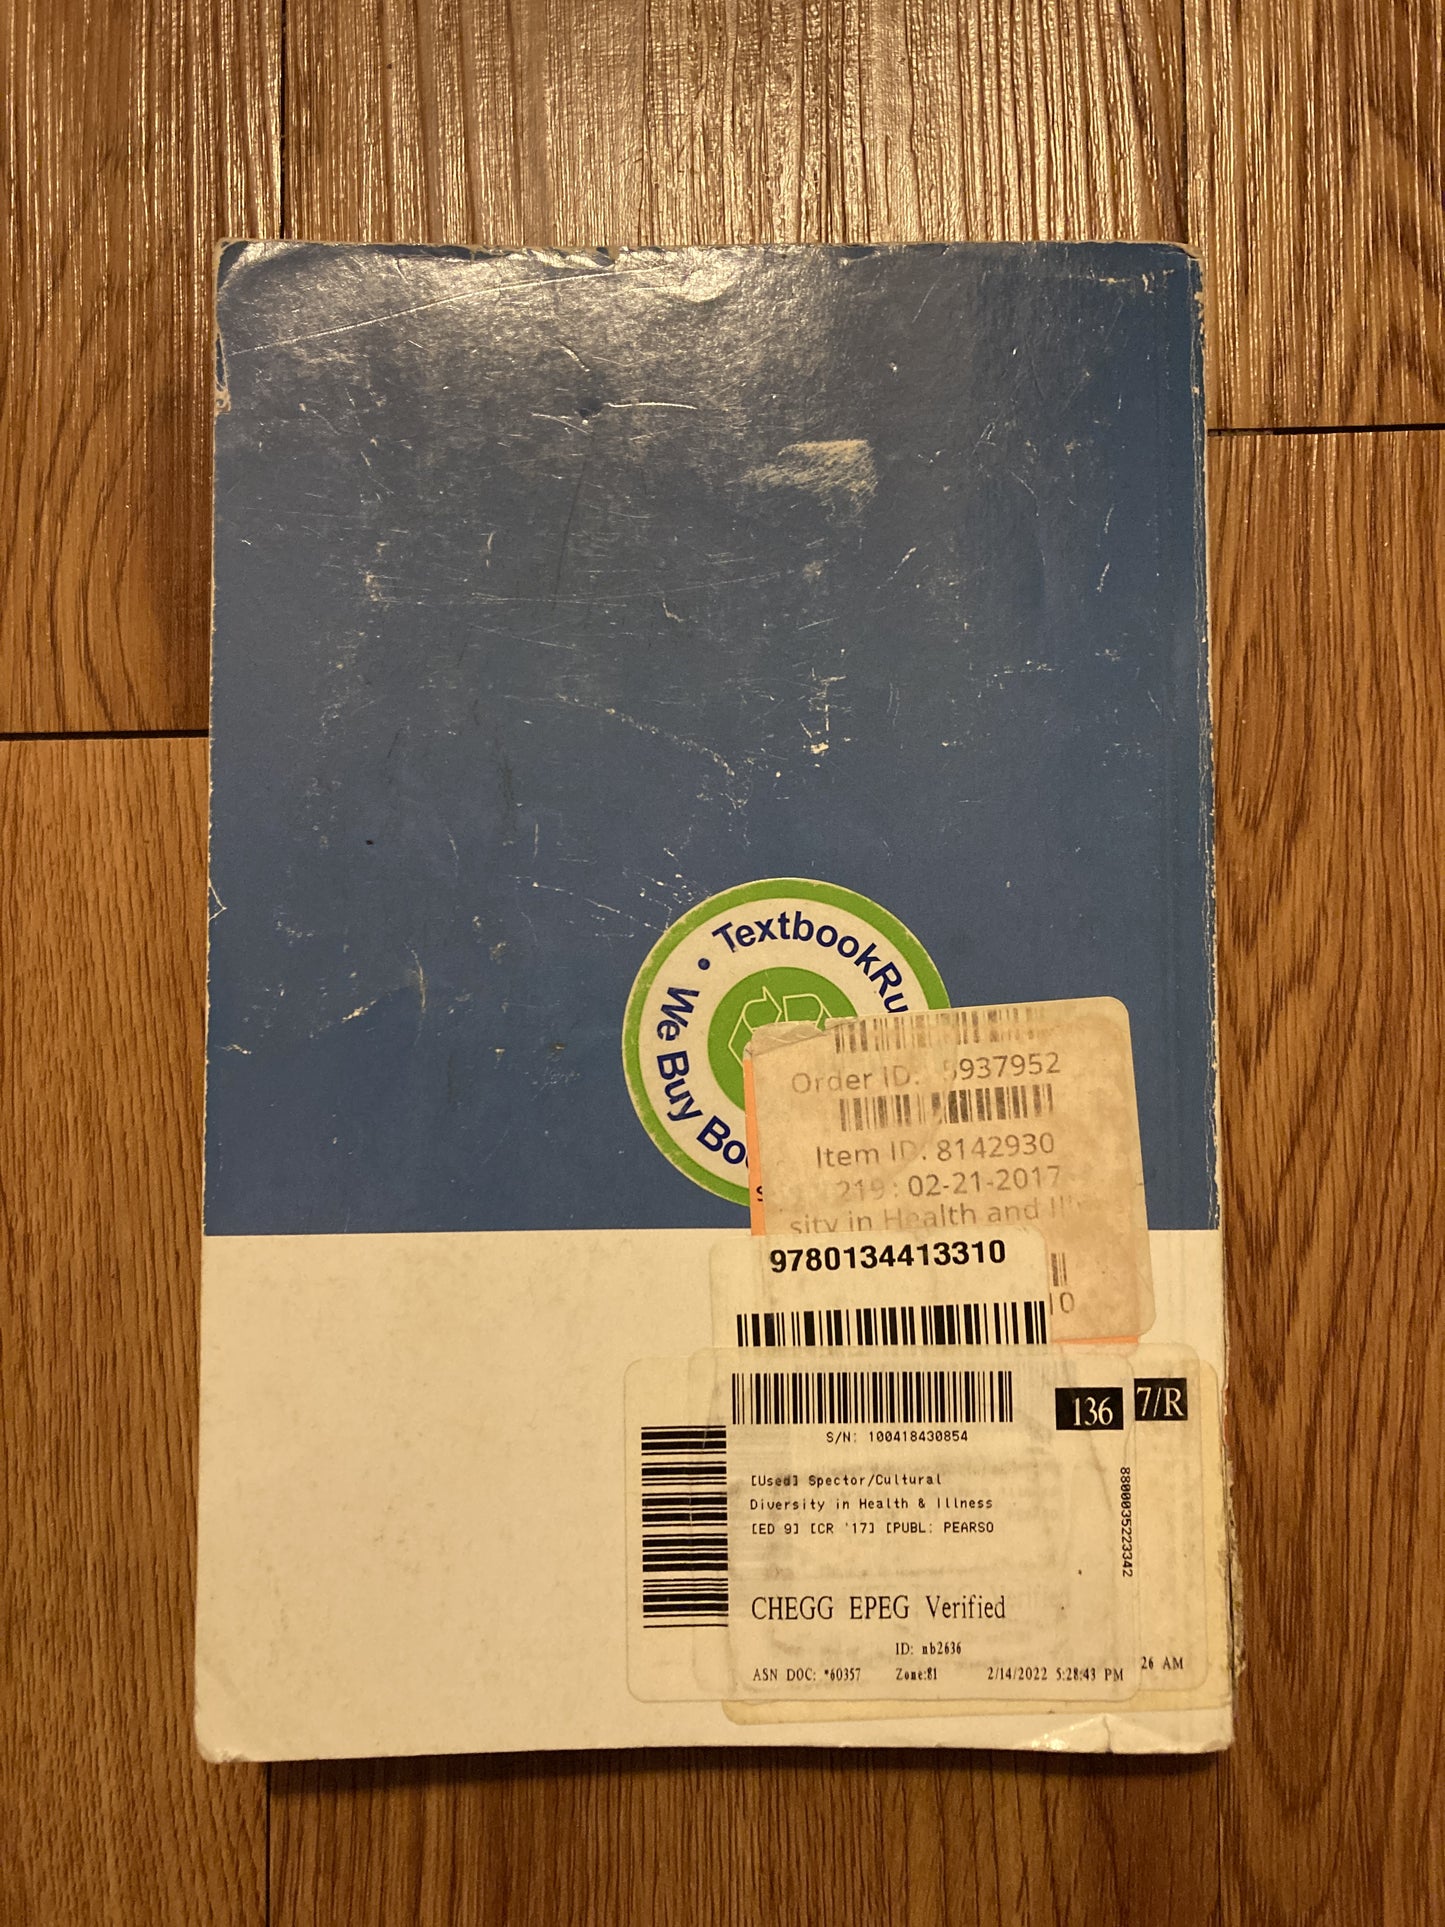 TextbookRu
• We Buy Bo
Order ID: 5937952
Item ID: 8142930
219 : 02-21-2017
sity in Health and Ill
9780134413310
10
136
7/R
S/N: 100418430854
[Used] Spector/Cultural
Diversity in Health & Illness
[ED 9] [CR '17] [PUBL: PEARSO
8800035223342
CHEGG EPEG Verified
ID: nb2636
ASN DOC: *60357 Zone:81 2/14/2022 5:28:43 PM
26 AM